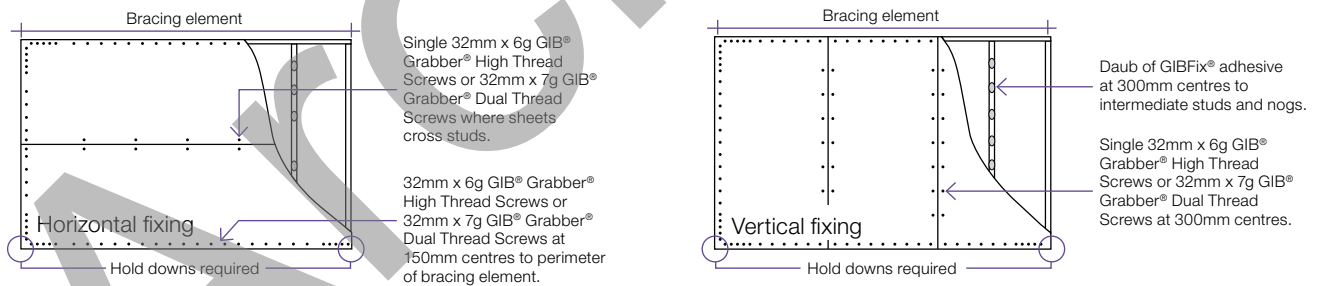 Bracing element
Single 32mm x 6g GIB®
Grabber® High Thread
Screws or 32mm x 7g GIB®
Grabber® Dual Thread
Screws where sheets
cross studs.
32mm x 6g GIB® Grabber®
High Thread Screws or
32mm x 7g GIB® Grabber®
Dual Thread Screws at
150mm centres to perimeter
of bracing element.
Horizontal fixing
Hold downs required
Bracing element
Daub of GIBFix® adhesive
at 300mm centres to
intermediate studs and nogs.
Single 32mm x 6g GIB®
Grabber® High Thread
Screws or 32mm x 7g GIB®
Grabber® Dual Thread
Screws at 300mm centres.
Vertical fixing
Hold downs required